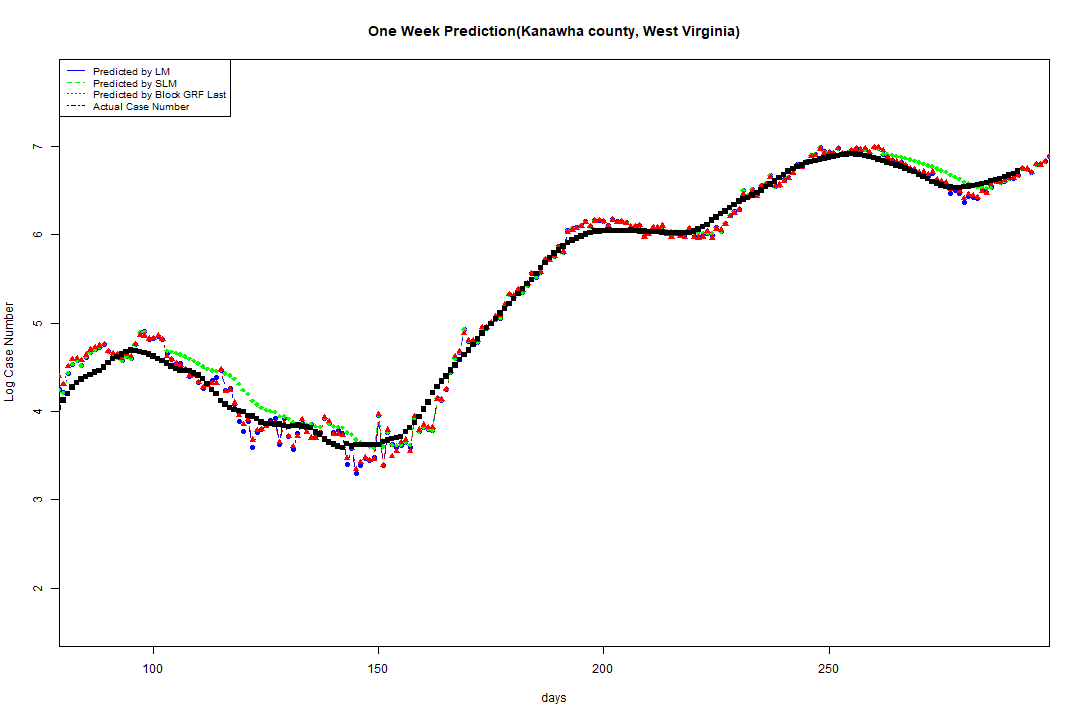 One Week Prediction(Kanawha county, West Virginia)
Predicted by LM
Predicted by SLM
Predicted by Block GRF Last
Actual Case Number
7
6
5
4
3
2
Log Case Number
100
150
200
250
days